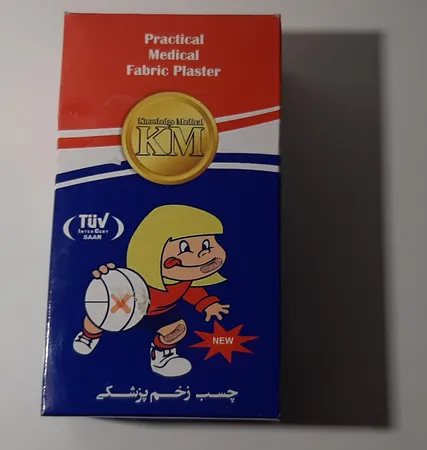 Practical
Medical
Fabric Plaster
Knowledge Medical
KM
TÜV
INTER CERT
SAAR
NEW
چسب زخم پزشکی